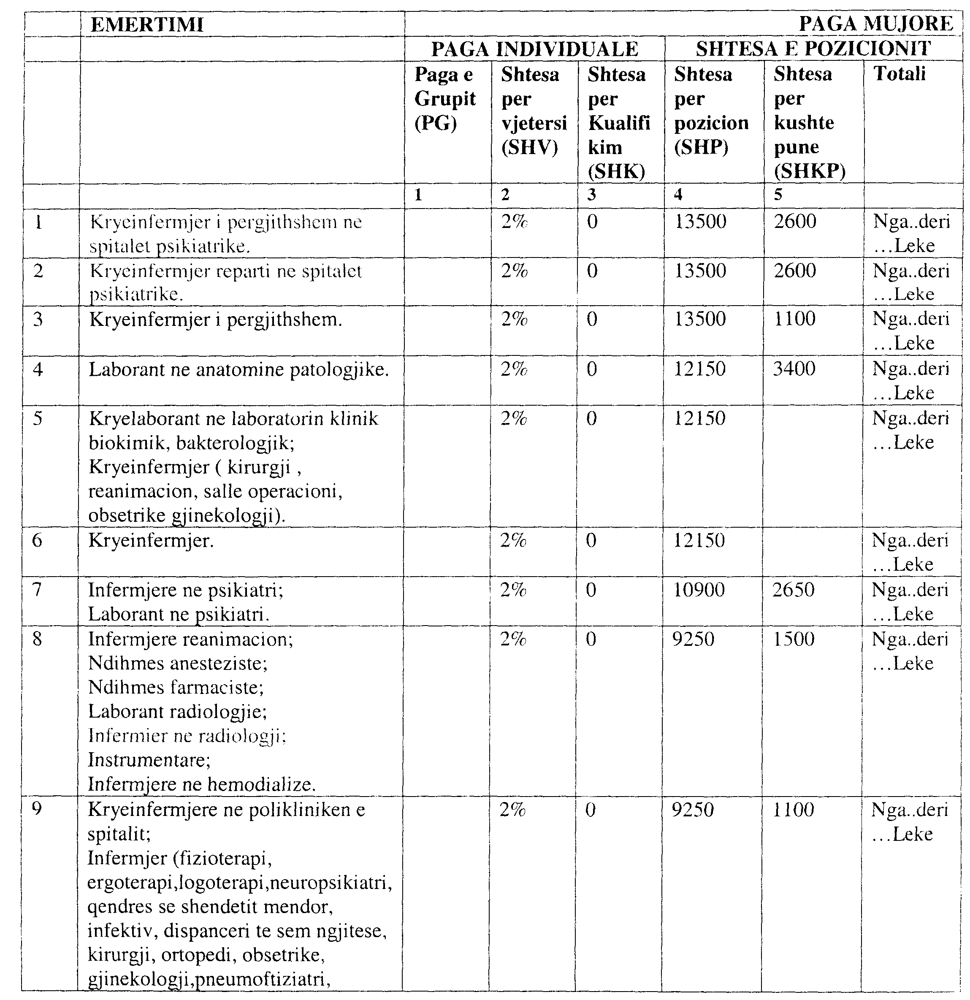 EMERTIMI PAGA MUJORE
PAGA INDIVIDUALE SHTESA E POZICIONIT
Paga e Shtesa Shtesa Shtesa Shtesa Totali
Grupit per per per per
(PG) vjetersi Kualifi pozicion kushte
(SHV) kim (SHP) pune
(SHK) (SHKP)
1 2 3 4 5
1 Kryeinfermjer i pergjithshem ne 2% 0 13500 2600 Nga..deri
spitalet psikiatrike. ...Leke
2 Kryeinfermjer reparti ne spitalet 2% 0 13500 2600 Nga..deri
psikiatrike. ...Leke
3 Kryeinfermjer i pergjithshem. 2% 0 13500 1100 Nga..deri
...Leke
4 Laborant ne anatomine patologjike. 2% 0 12150 3400 Nga..deri
...Leke
5 Kryelaborant ne laboratorin klinik 2% 0 12150 Nga..deri
biokimik, bakterologjik; ...Leke
Kryeinfermjer ( kirurgji ,
reanimacion, salle operacioni,
obsetrike gjinekologji).
6 Kryeinfermjer. 2% 0 12150 Nga..deri
...Leke
7 Infermjere ne psikiatri; 2% 0 10900 2650 Nga..deri
Laborant ne psikiatri. ...Leke
8 Infermjere reanimacion; 2% 0 9250 1500 Nga..deri
Ndihmes anesteziste; ...Leke
Ndihmes farmaciste;
Laborant radiologjie;
Infermier ne radiologji;
Instrumentare;
Infermjere ne hemodialize.
9 Kryeinfermjere ne polikliniken e 2% 0 9250 1100 Nga..deri
spitalit; ...Leke
Infermjer (fizioterapi,
ergoterapi,logoterapi,neuropsikiatri,
qendres se shendetit mendor,
infektiv, dispanceri te sem ngjitese,
kirurgji, ortopedi, obsetrike,
gjinekologji,pneumoftiziatri,